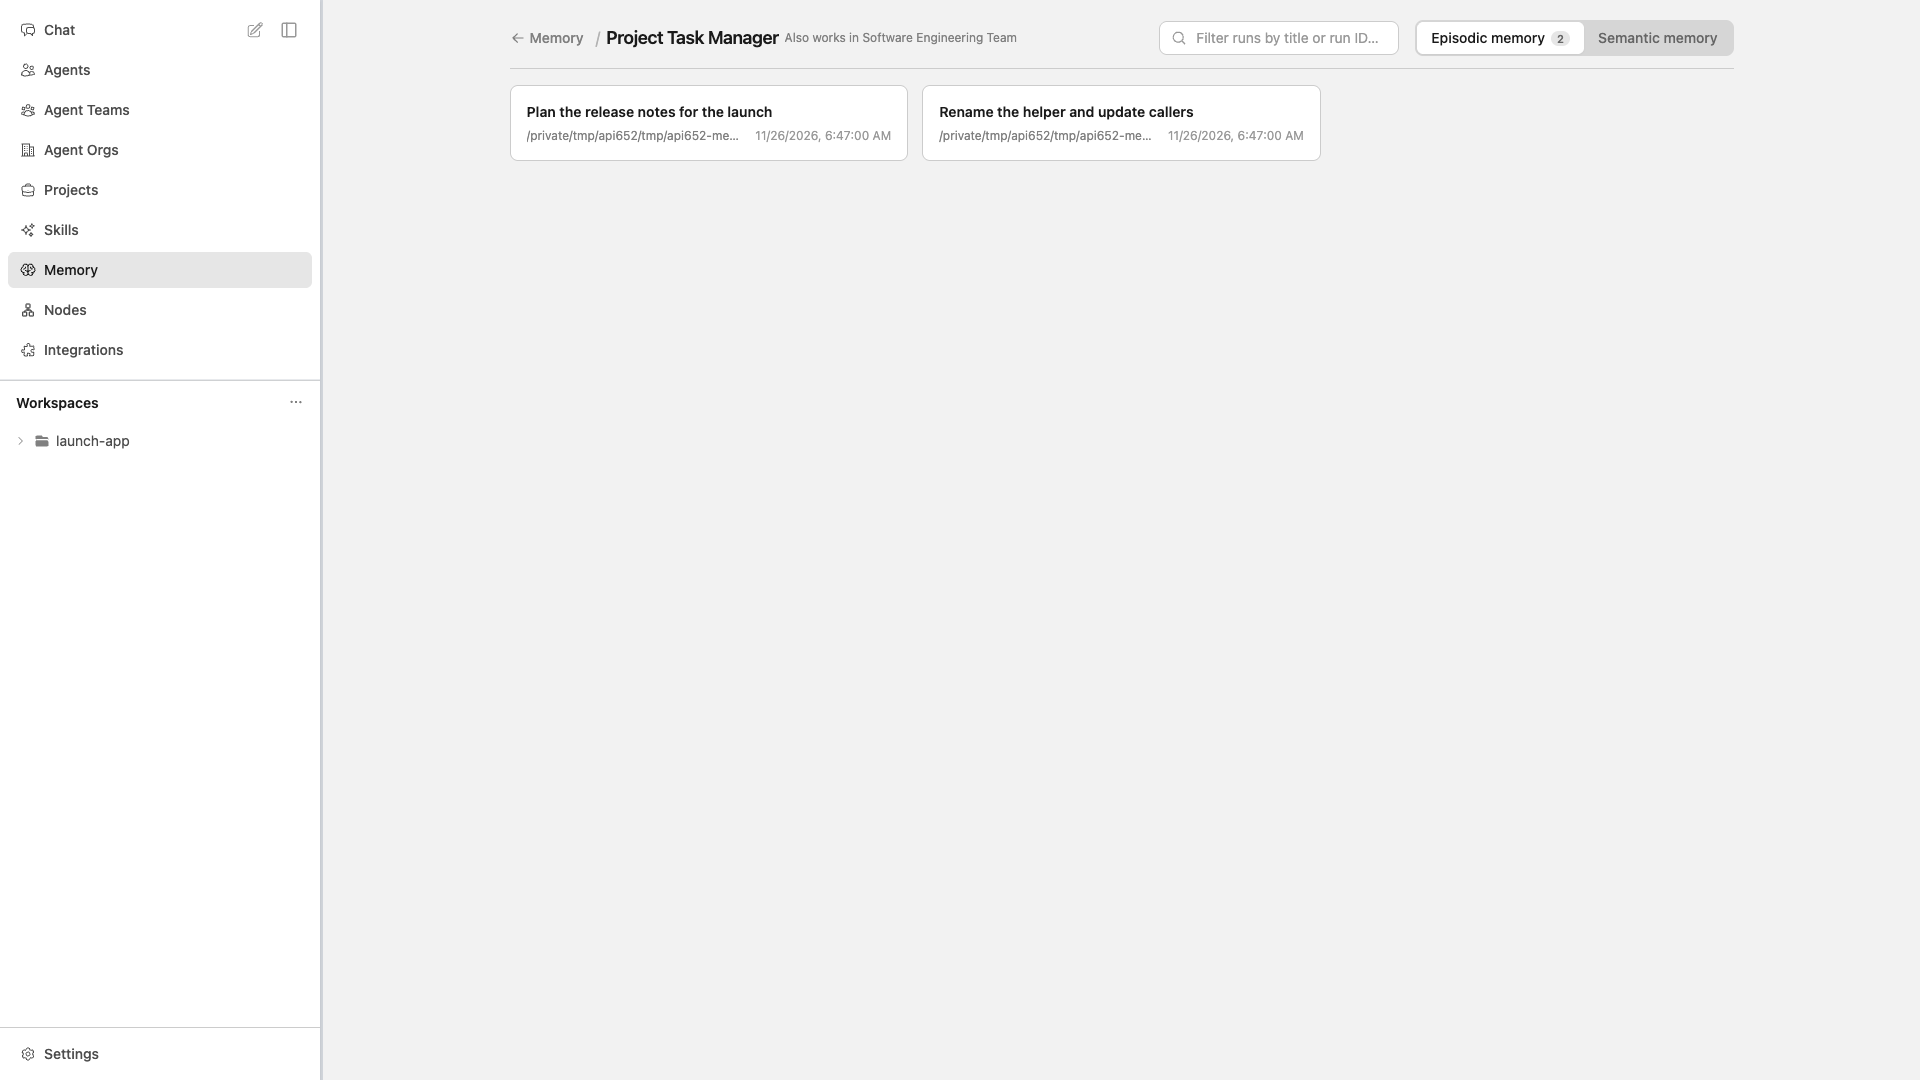 Chat
Agents
Agent Teams
Agent Orgs
Projects
Skills
Memory
Nodes
Integrations
Workspaces
launch-app
Settings
Memory / Project Task Manager Also works in Software Engineering Team
Filter runs by title or run ID...
Episodic memory 2
Semantic memory
Plan the release notes for the launch
/private/tmp/api652/tmp/api652-me... 11/26/2026, 6:47:00 AM
Rename the helper and update callers
/private/tmp/api652/tmp/api652-me... 11/26/2026, 6:47:00 AM